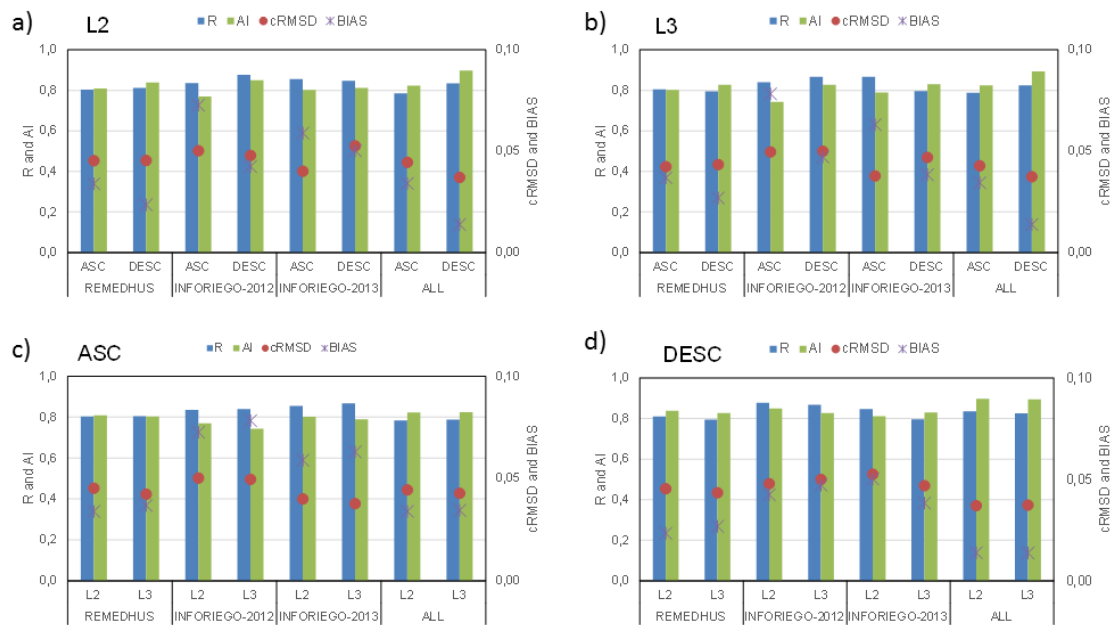 a) L2
R AI cRMSD BIAS
1,0
0,8
0,6
0,4
0,2
0,0
R and AI
0,10
0,05
0,00
cRMSD and BIAS
ASC DESC ASC DESC ASC DESC ASC DESC
REMEDHUS INFORIEGO-2012 INFORIEGO-2013 ALL
b) L3
R AI cRMSD BIAS
1,0
0,8
0,6
0,4
0,2
0,0
R and AI
0,10
0,05
0,00
cRMSD and BIAS
ASC DESC ASC DESC ASC DESC ASC DESC
REMEDHUS INFORIEGO-2012 INFORIEGO-2013 ALL
c) ASC
R AI cRMSD BIAS
1,0
0,8
0,6
0,4
0,2
0,0
R and AI
0,10
0,05
0,00
cRMSD and BIAS
L2 L3 L2 L3 L2 L3 L2 L3
REMEDHUS INFORIEGO-2012 INFORIEGO-2013 ALL
d) DESC
R AI cRMSD BIAS
1,0
0,8
0,6
0,4
0,2
0,0
R and AI
0,10
0,05
0,00
cRMSD and BIAS
L2 L3 L2 L3 L2 L3 L2 L3
REMEDHUS INFORIEGO-2012 INFORIEGO-2013 ALL